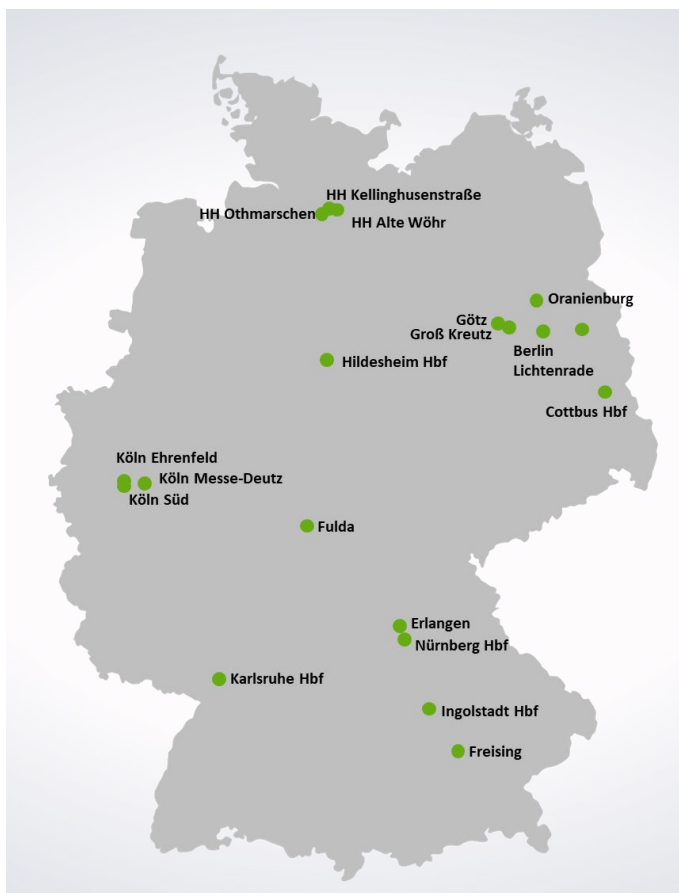 HH Kellinghusenstraße
HH Othmarschen
HH Alte Wöhr
Oranienburg
Götz
Groß Kreutz
Berlin
Lichtenrade
Hildesheim Hbf
Cottbus Hbf
Köln Ehrenfeld
Köln Messe-Deutz
Köln Süd
Fulda
Erlangen
Nürnberg Hbf
Karlsruhe Hbf
Ingolstadt Hbf
Freising